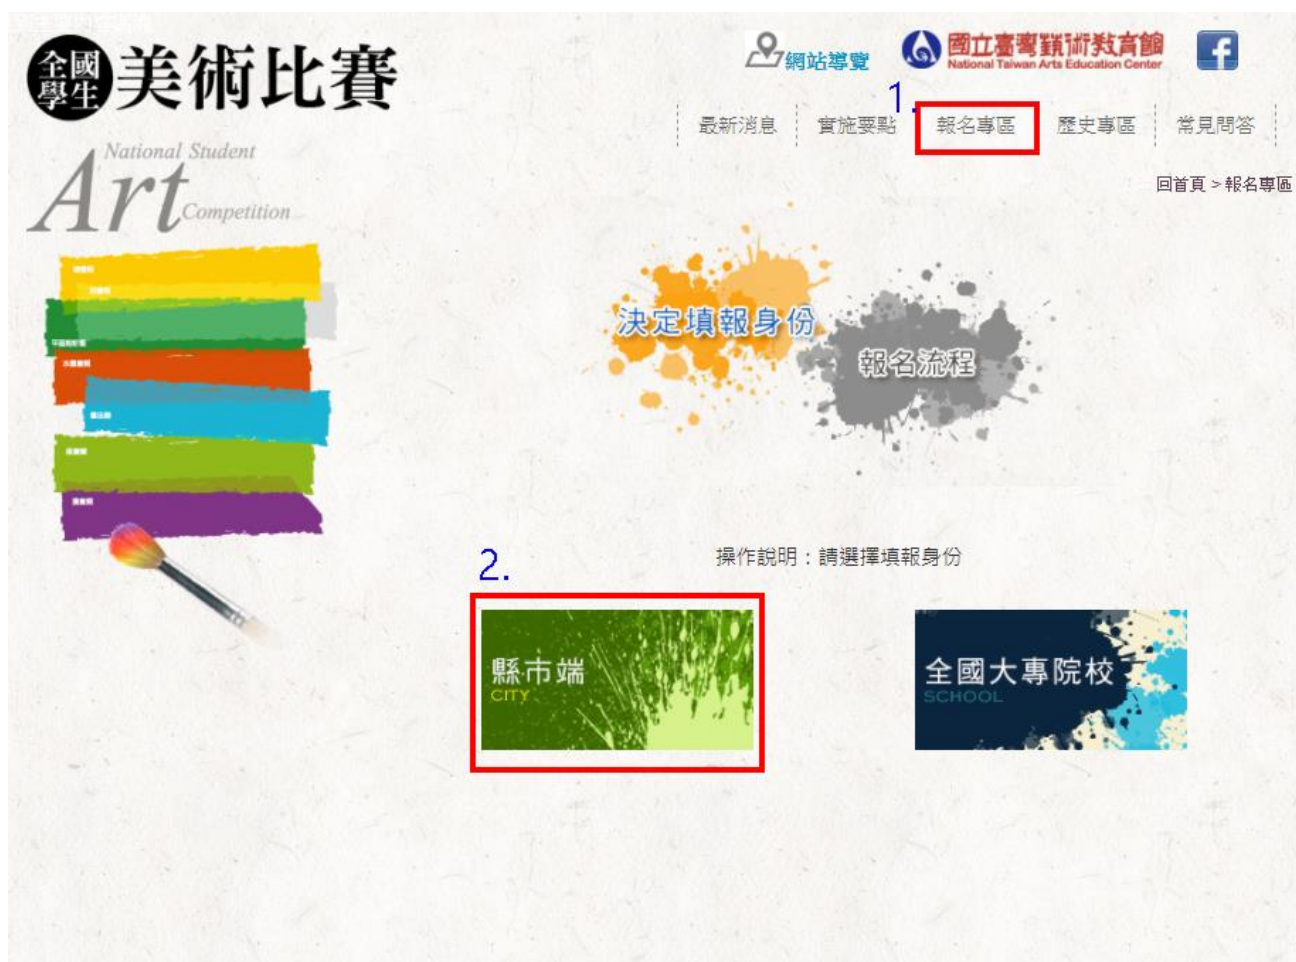 全國學生美術比賽
National Student
Art Competition
網站導覽
國立臺灣藝術教育館
National Taiwan Arts Education Center
f
1.
最新消息 實施要點 報名專區 歷史專區 常見問答
回首頁 > 報名專區
決定填報身份
報名流程
2.
操作說明：請選擇填報身份
縣市端
CITY
全國大專院校
SCHOOL